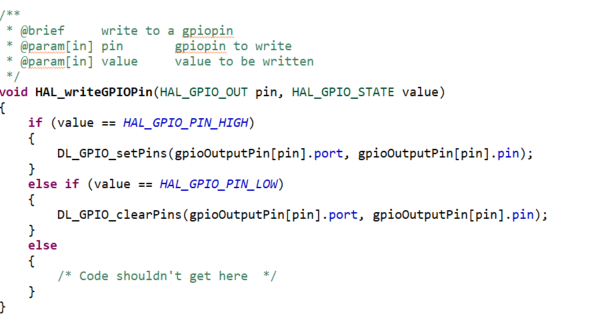 /**
 * @brief     write to a gpiopin
 * @param[in] pin       gpiopin to write
 * @param[in] value     value to be written
 */
void HAL_writeGPIOPin(HAL_GPIO_OUT pin, HAL_GPIO_STATE value)
{
    if (value == HAL_GPIO_PIN_HIGH)
    {
        DL_GPIO_setPins(gpioOutputPin[pin].port, gpioOutputPin[pin].pin);
    }
    else if (value == HAL_GPIO_PIN_LOW)
    {
        DL_GPIO_clearPins(gpioOutputPin[pin].port, gpioOutputPin[pin].pin);
    }
    else
    {
        /* Code shouldn't get here  */
    }
}